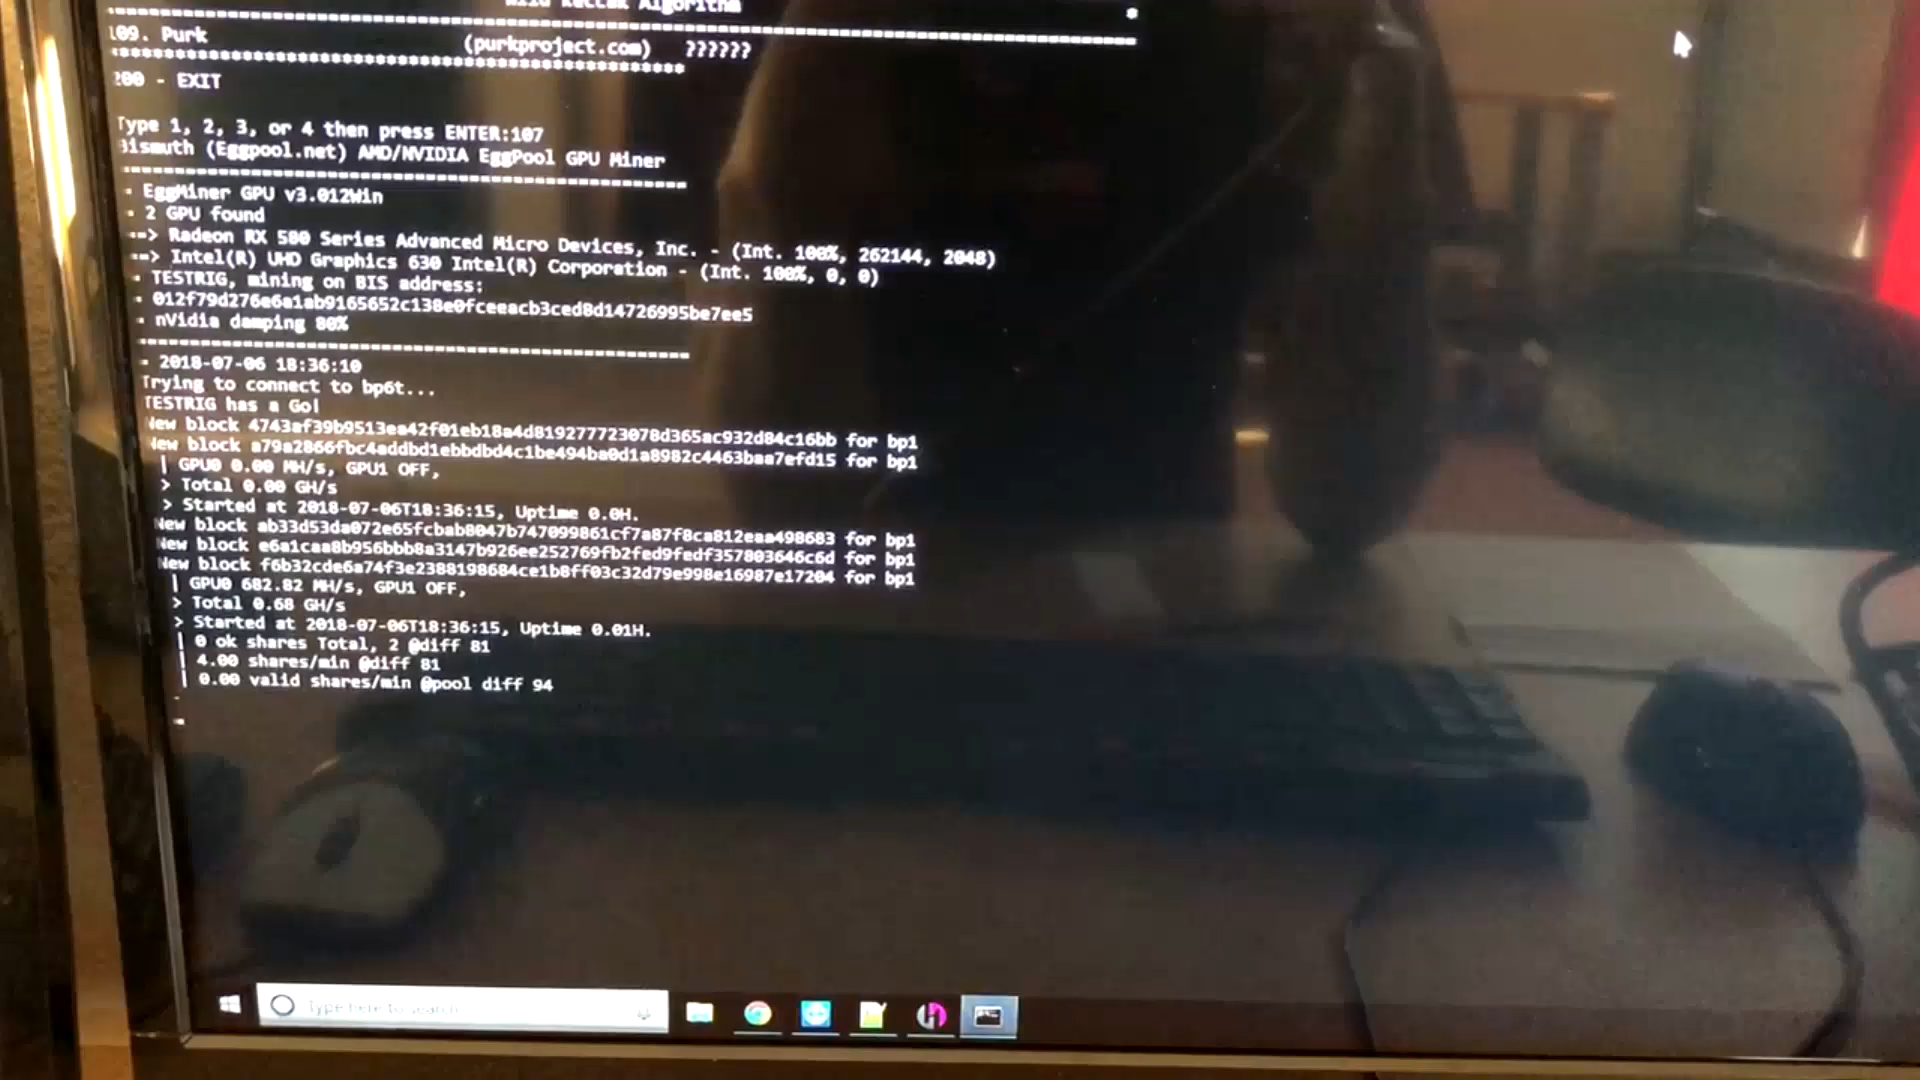 Wild Keccak Algorithm
*
109. Purk (purkproject.com) ??????
200 - EXIT
Type 1, 2, 3, or 4 then press ENTER:107
Bismuth (Eggpool.net) AMD/NVIDIA EggPool GPU Miner
- EggMiner GPU v3.012Win
- 2 GPU found
--> Radeon RX 580 Series Advanced Micro Devices, Inc. - (Int. 100%, 262144, 2048)
--> Intel(R) UHD Graphics 630 Intel(R) Corporation - (Int. 100%, 0, 0)
- TESTRIG, mining on BIS address:
- 012f79d276e6a1ab9165652c138e0fceeacb3ced8d14726995be7ee5
- nVidia damping 80%
- 2018-07-06 18:36:10
Trying to connect to bp6t...
TESTRIG has a Go!
New block 4743af39b9513ea42f01eb18a4d819277723078d365ac932d84c16bb for bp1
New block a79a2866fbc4addbd1ebbdbd4c1be494ba0d1a8982c4463baa7efd15 for bp1
| GPU0 0.00 MH/s, GPU1 OFF,
> Total 0.00 GH/s
> Started at 2018-07-06T18:36:15, Uptime 0.0H.
New block ab33d53da072e65fcbab8047b747099861cf7a87f8ca812eaa498683 for bp1
New block e6a1caa8b956bbb8a3147b926ee252769fb2fed9fedf357803646c6d for bp1
New block f6b32cde6a74f3e2388198684ce1b8ff03c32d79e998e16987e17204 for bp1
| GPU0 682.82 MH/s, GPU1 OFF,
> Total 0.68 GH/s
> Started at 2018-07-06T18:36:15, Uptime 0.01H.
| 0 ok shares Total, 2 @diff 81
| 4.00 shares/min @diff 81
| 0.00 valid shares/min @pool diff 94
Type here to search